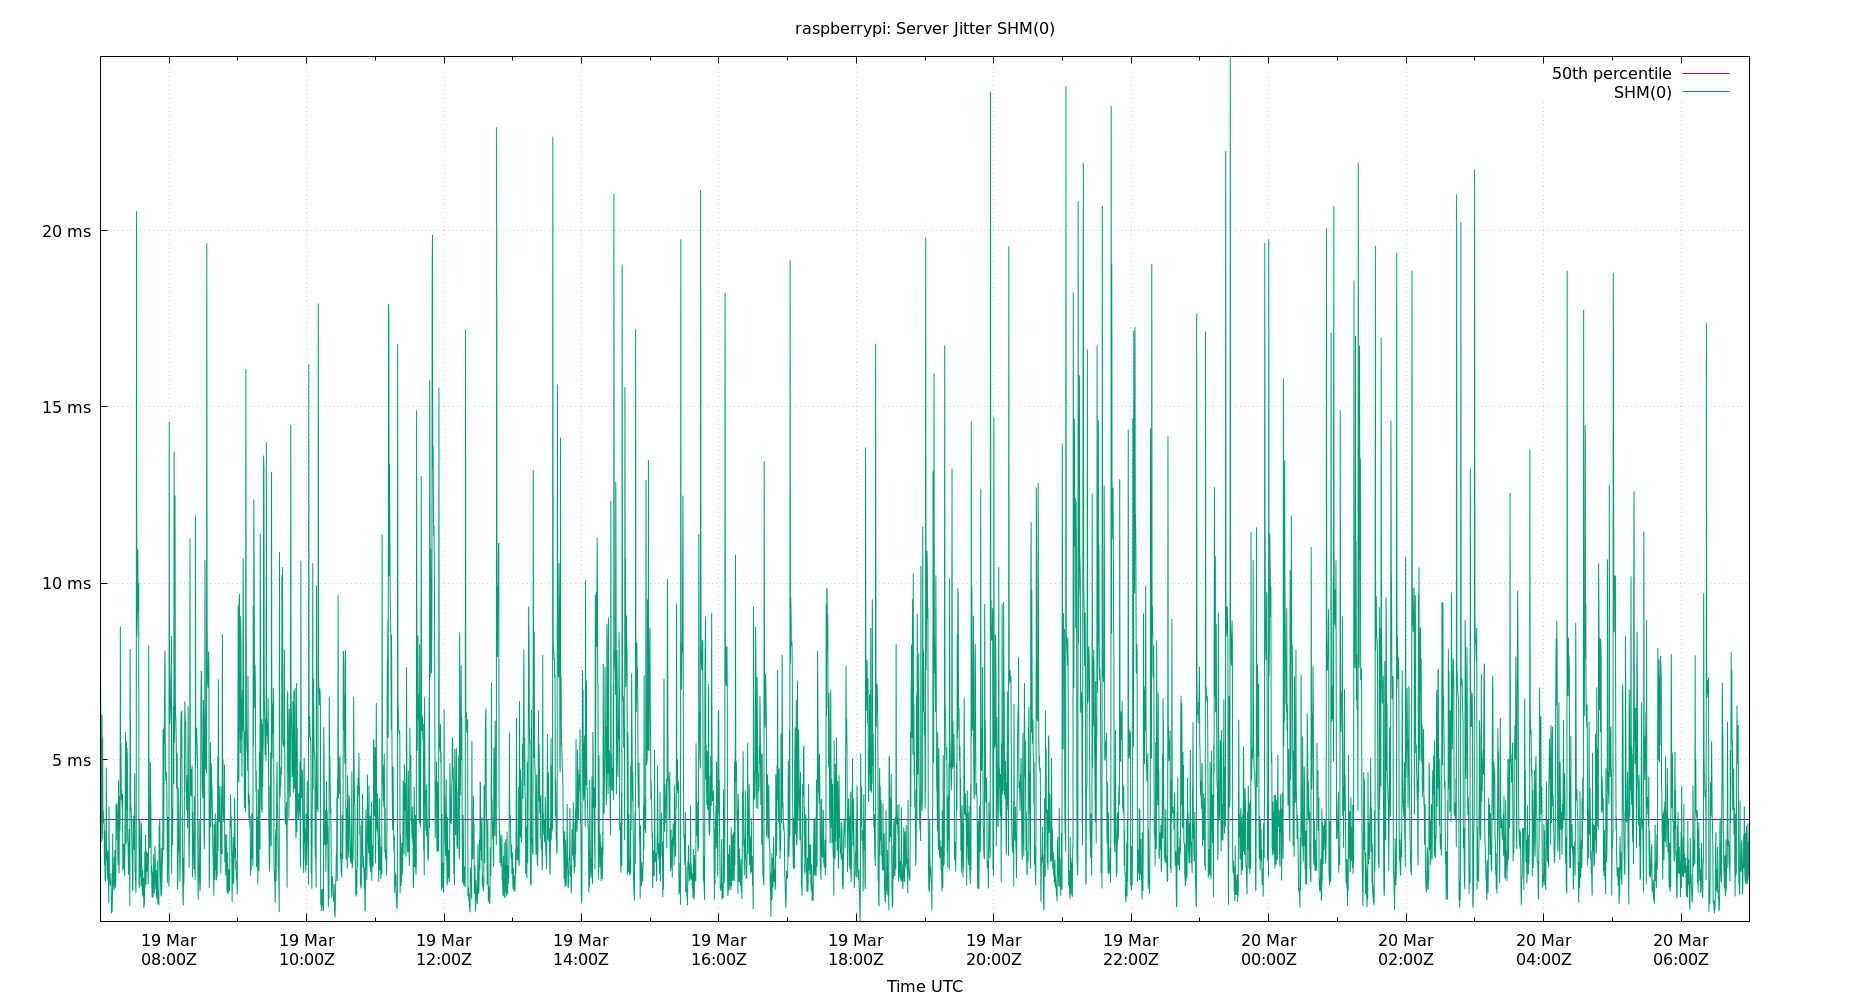 raspberrypi: Server Jitter SHM(0)
50th percentile
SHM(0)
20 ms
15 ms
10 ms
5 ms
19 Mar 19 Mar 19 Mar 19 Mar 19 Mar 19 Mar 19 Mar 19 Mar 20 Mar 20 Mar 20 Mar 20 Mar
08:00Z 10:00Z 12:00Z 14:00Z 16:00Z 18:00Z 20:00Z 22:00Z 00:00Z 02:00Z 04:00Z 06:00Z
Time UTC